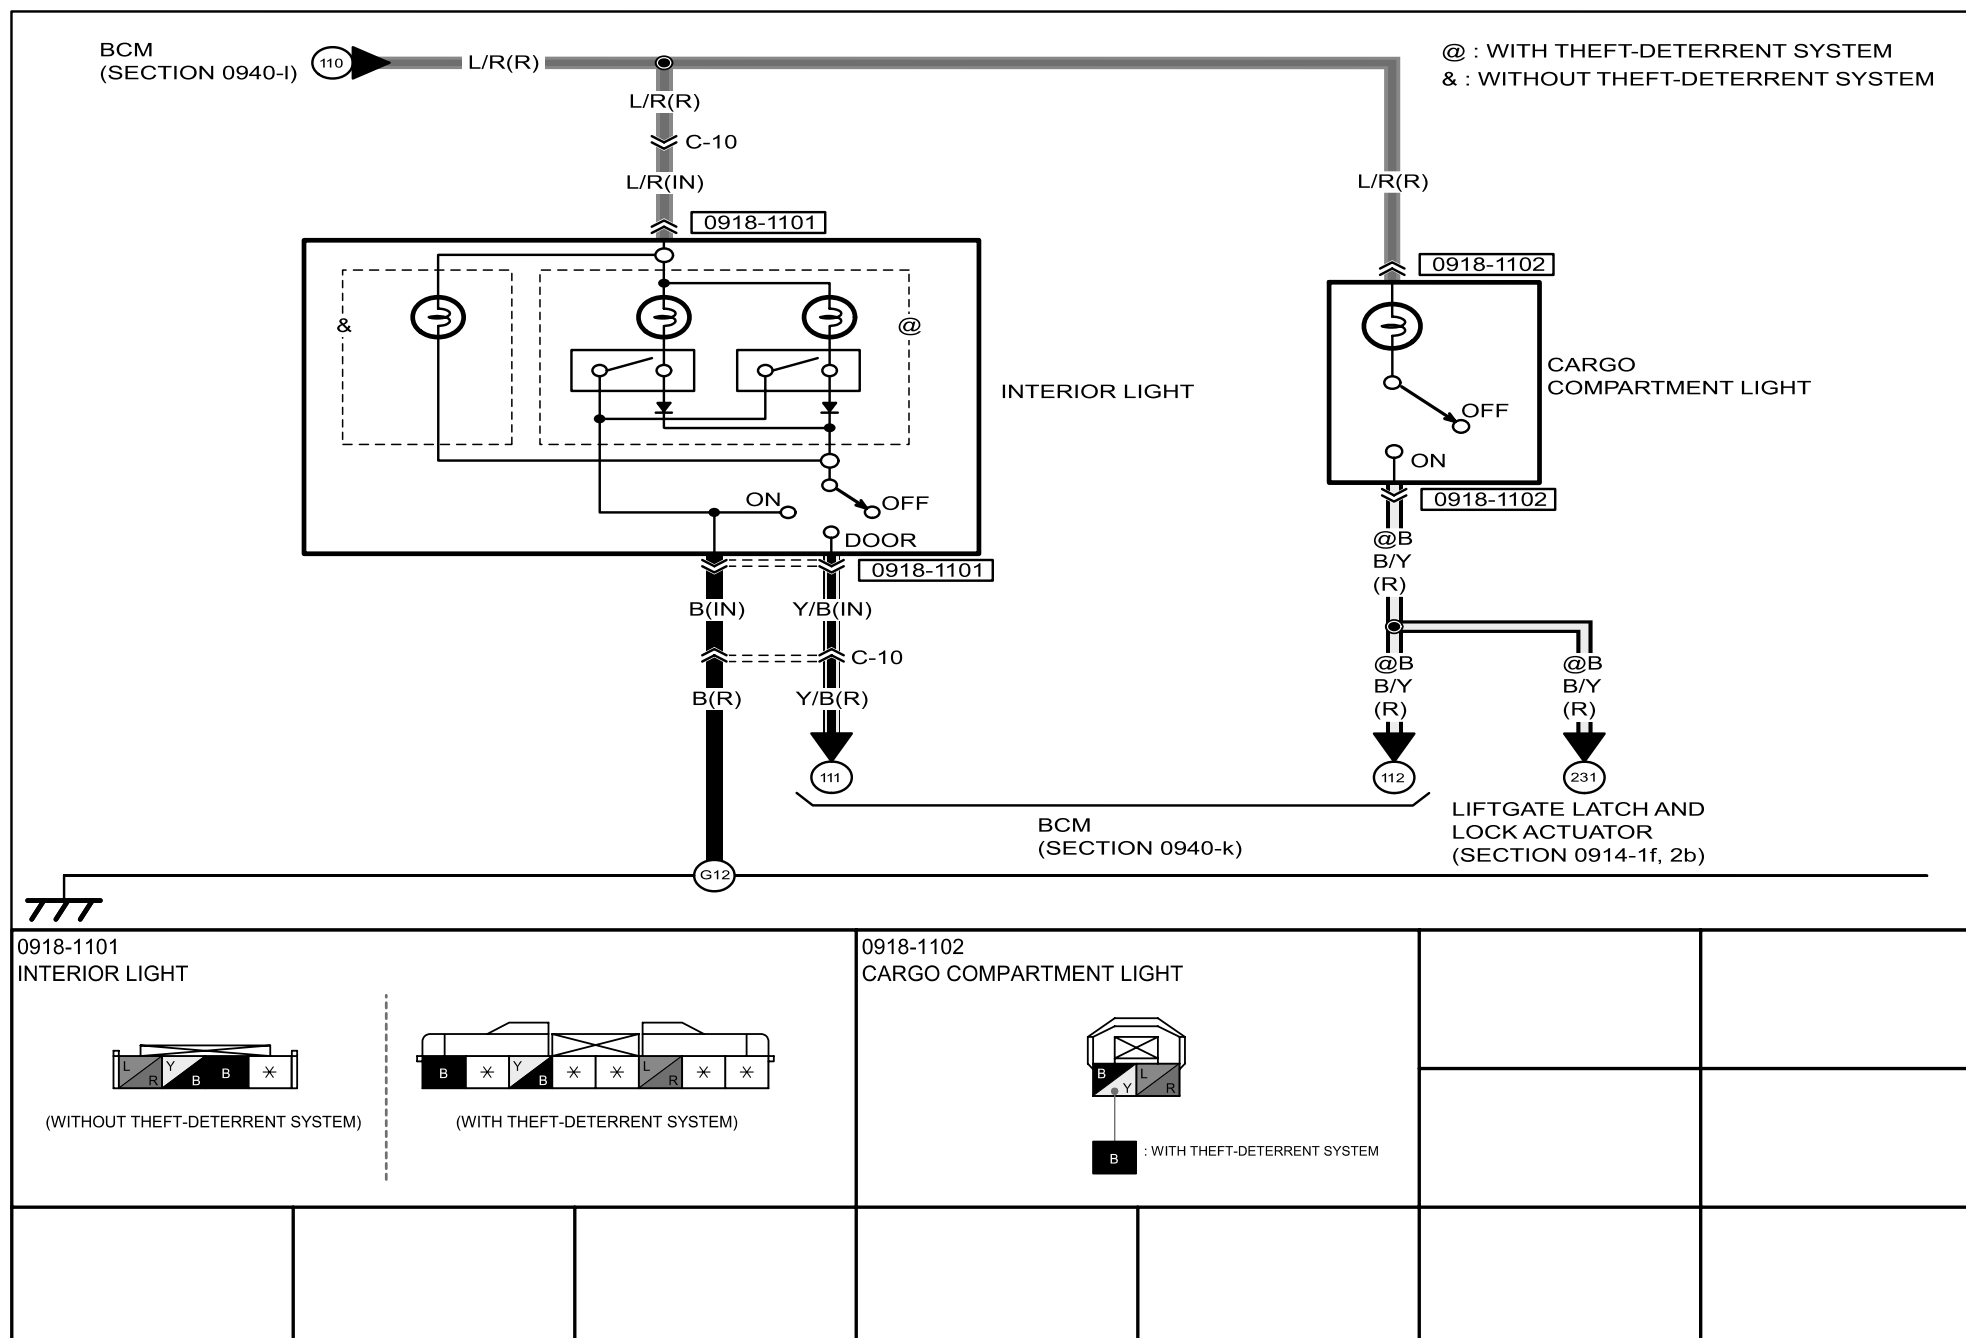 BCM
(SECTION 0940-l)
110
L/R(R)
@ : WITH THEFT-DETERRENT SYSTEM
& : WITHOUT THEFT-DETERRENT SYSTEM
L/R(R)
C-10
L/R(IN)
L/R(R)
0918-1101
0918-1102
&
@
INTERIOR LIGHT
CARGO
COMPARTMENT LIGHT
OFF
ON
ON
OFF
DOOR
0918-1101
0918-1102
@B
B/Y
(R)
B(IN)
Y/B(IN)
C-10
B(R)
Y/B(R)
@B
B/Y
(R)
@B
B/Y
(R)
111
112
231
BCM
(SECTION 0940-k)
LIFTGATE LATCH AND
LOCK ACTUATOR
(SECTION 0914-1f, 2b)
G12
0918-1101
INTERIOR LIGHT
L
R
Y
B
B
(WITHOUT THEFT-DETERRENT SYSTEM)
B
Y
B
L
R
(WITH THEFT-DETERRENT SYSTEM)
0918-1102
CARGO COMPARTMENT LIGHT
B
Y
L
R
B
: WITH THEFT-DETERRENT SYSTEM